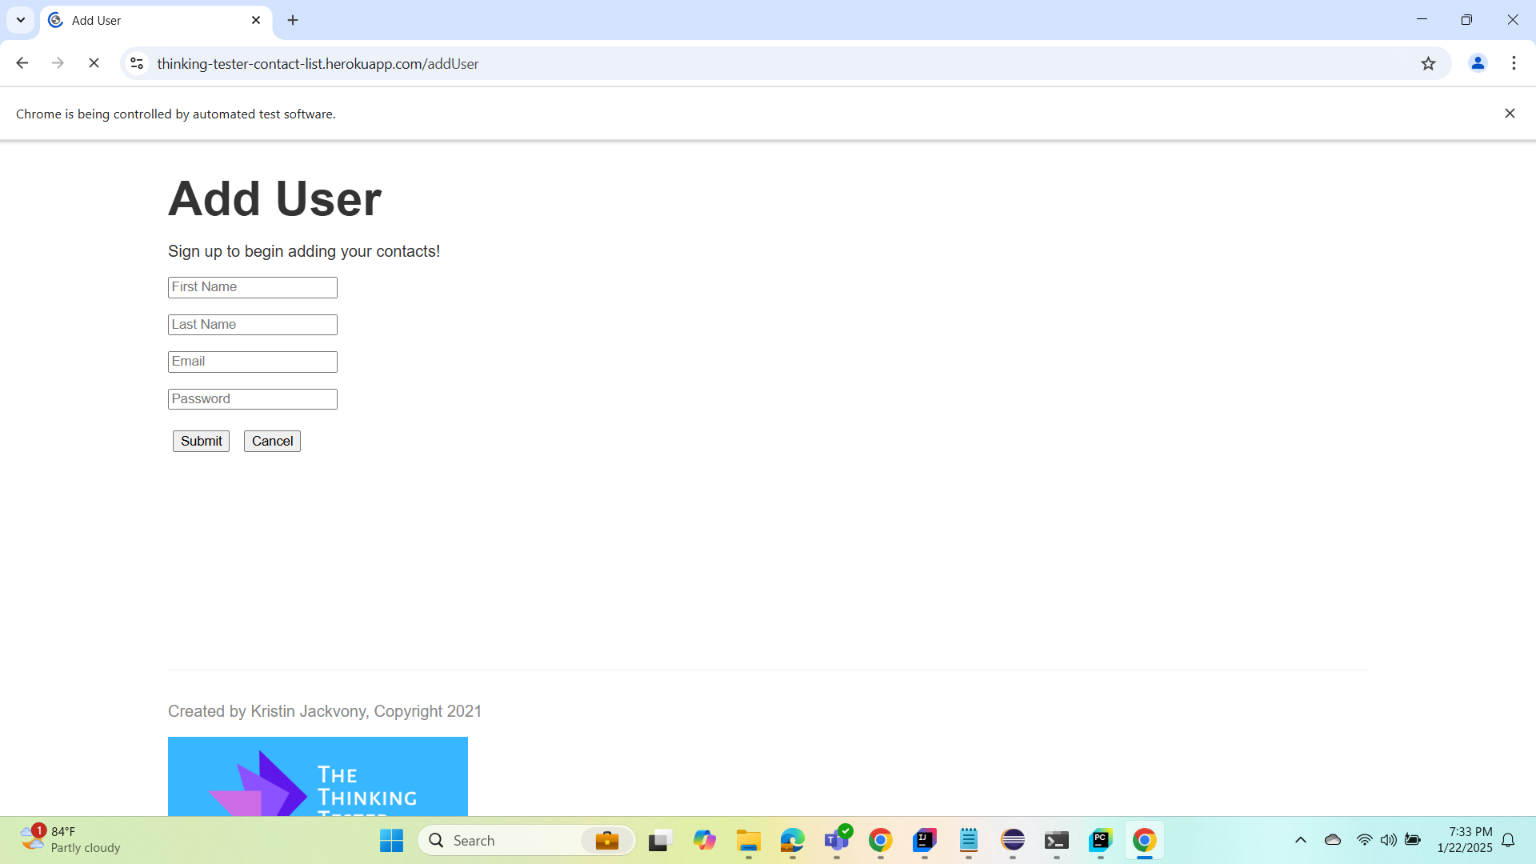 Add User
thinking-tester-contact-list.herokuapp.com/addUser
Chrome is being controlled by automated test software.
Add User
Sign up to begin adding your contacts!
First Name
Last Name
Email
Password
Submit Cancel
Created by Kristin Jackvony, Copyright 2021
THE
THINKING
TESTER
1
84°F
Partly cloudy
Search
7:33 PM
1/22/2025